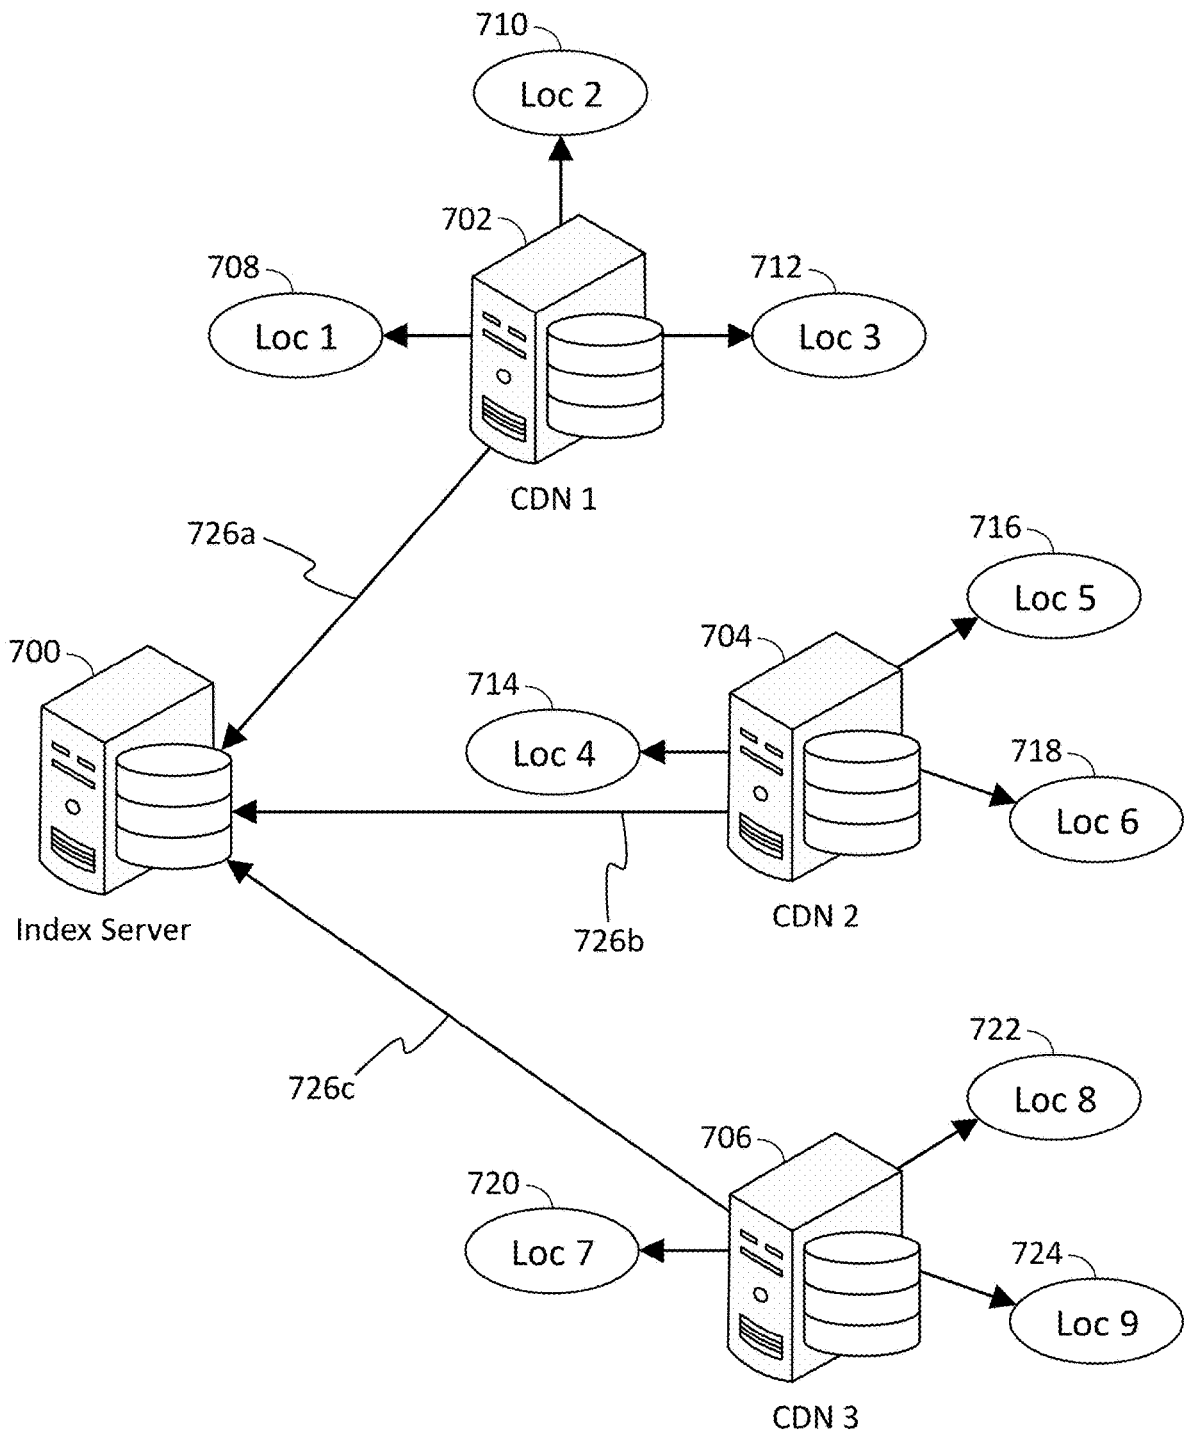 710
Loc 2
702
708
712
Loc 1
Loc 3
CDN 1
726a
716
Loc 5
700
704
714
Loc 4
718
Loc 6
CDN 2
Index Server
726b
722
726c
Loc 8
706
720
Loc 7
724
Loc 9
CDN 3